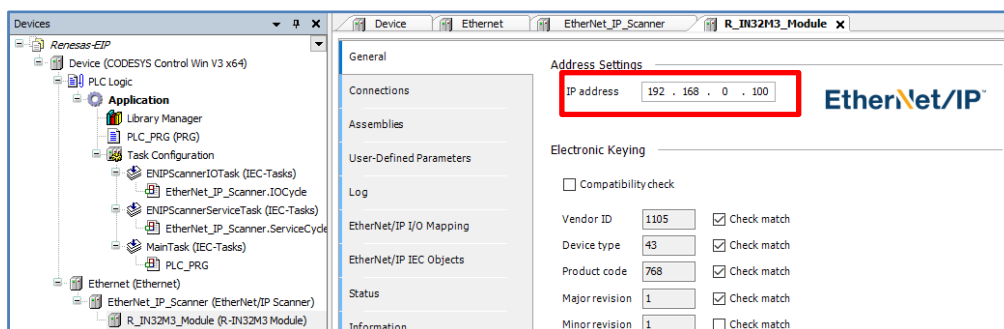 Devices
Renesas-EIP
Device (CODESYS Control Win V3 x64)
PLC Logic
Application
Library Manager
PLC_PRG (PRG)
Task Configuration
ENIPScannerIOTask (IEC-Tasks)
EtherNet_IP_Scanner.IOCycle
ENIPScannerServiceTask (IEC-Tasks)
EtherNet_IP_Scanner.ServiceCycle
MainTask (IEC-Tasks)
PLC_PRG
Ethernet (Ethernet)
EtherNet_IP_Scanner (EtherNet/IP Scanner)
R_IN32M3_Module (R-IN32M3 Module)
Device Ethernet EtherNet_IP_Scanner R_IN32M3_Module
General
Connections
Assemblies
User-Defined Parameters
Log
EtherNet/IP I/O Mapping
EtherNet/IP IEC Objects
Status
Information
Address Settings
IP address 192 . 168 . 0 . 100
EtherNet/IP™
Electronic Keying
Compatibility check
Vendor ID 1105 Check match
Device type 43 Check match
Product code 768 Check match
Major revision 1 Check match
Minor revision 1 Check match